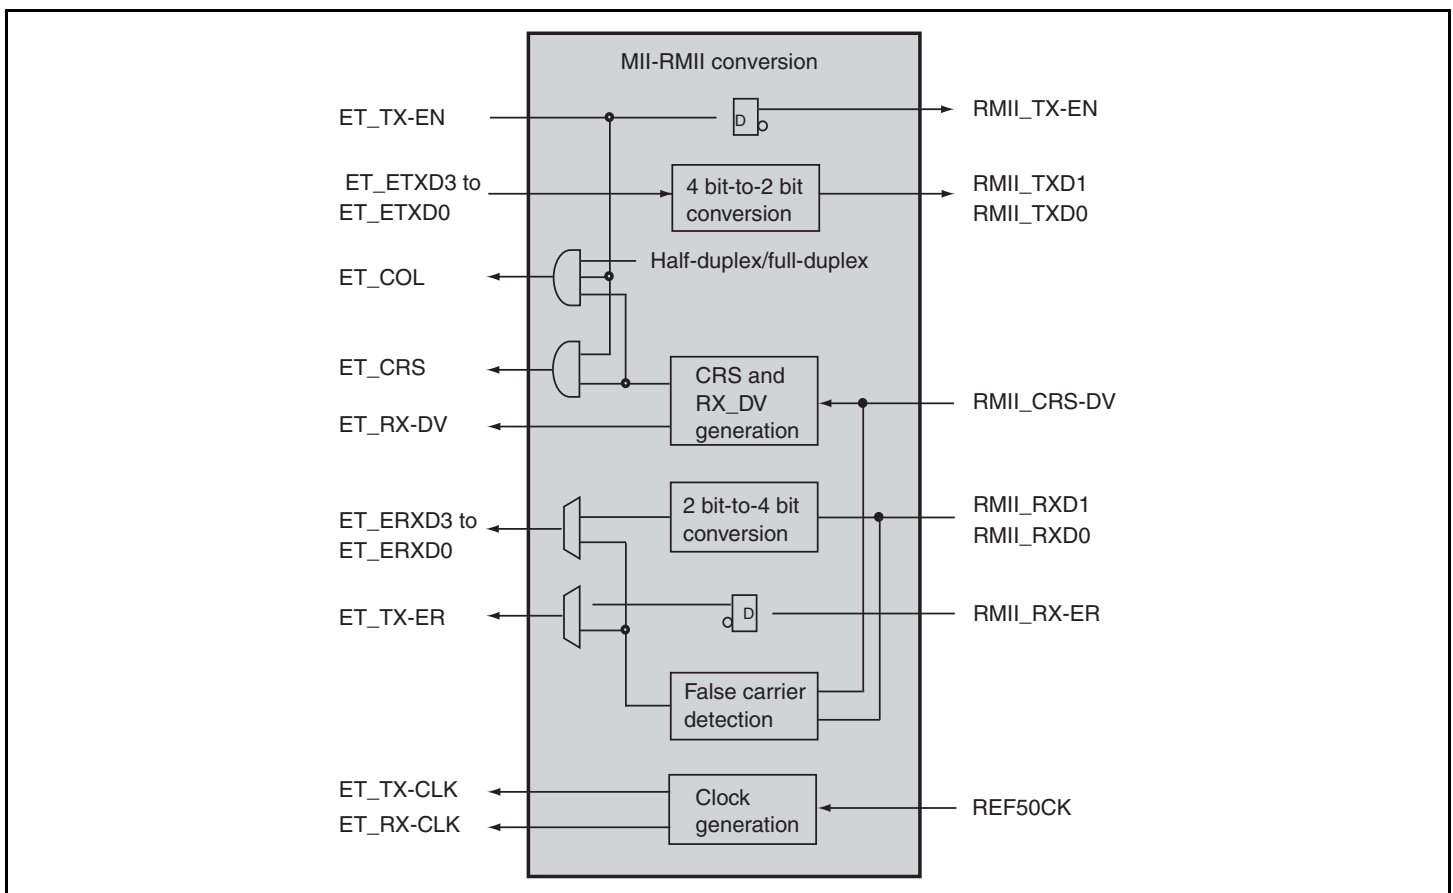 MII-RMII conversion
ET_TX-EN
D
RMII_TX-EN
ET_ETXD3 to
ET_ETXD0
4 bit-to-2 bit
conversion
RMII_TXD1
RMII_TXD0
ET_COL
Half-duplex/full-duplex
ET_CRS
CRS and
RX_DV
generation
RMII_CRS-DV
ET_RX-DV
ET_ERXD3 to
ET_ERXD0
2 bit-to-4 bit
conversion
RMII_RXD1
RMII_RXD0
ET_TX-ER
D
RMII_RX-ER
False carrier
detection
ET_TX-CLK
ET_RX-CLK
Clock
generation
REF50CK